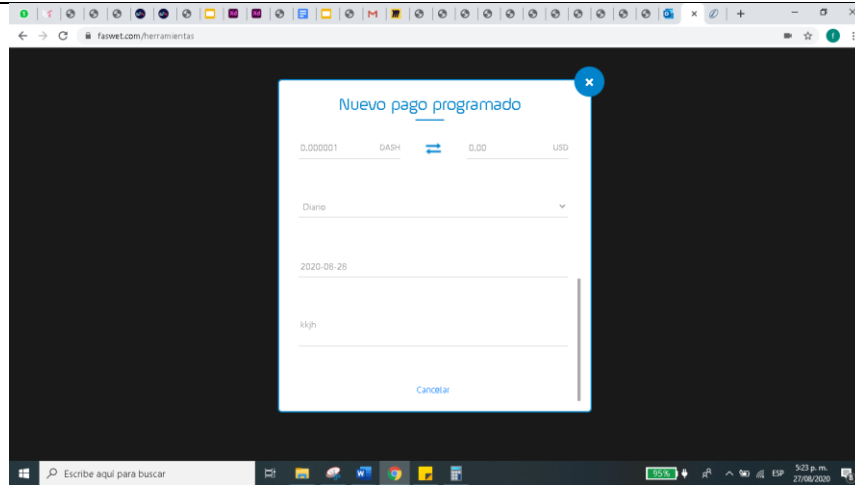 faswet.com/herramientas
Nuevo pago programado
0.000001 DASH 0.00 USD
Diario
2020-08-28
kkjh
Cancelar
Escribe aquí para buscar
95%
ESP
5:23 p. m.
27/08/2020